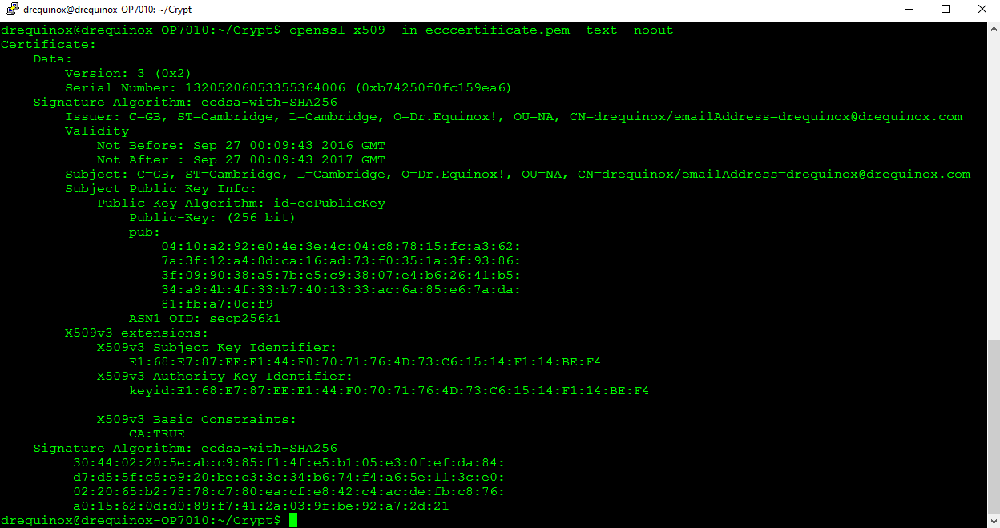 drequinox@drequinox-OP7010: ~/Crypt
drequinox@drequinox-OP7010:~/Crypt$ openssl x509 -in ecccertificate.pem -text -noout
Certificate:
    Data:
        Version: 3 (0x2)
        Serial Number: 13205206053355364006 (0xb74250f0fc159ea6)
    Signature Algorithm: ecdsa-with-SHA256
        Issuer: C=GB, ST=Cambridge, L=Cambridge, O=Dr.Equinox!, OU=NA, CN=drequinox/emailAddress=drequinox@drequinox.com
        Validity
            Not Before: Sep 27 00:09:43 2016 GMT
            Not After : Sep 27 00:09:43 2017 GMT
        Subject: C=GB, ST=Cambridge, L=Cambridge, O=Dr.Equinox!, OU=NA, CN=drequinox/emailAddress=drequinox@drequinox.com
        Subject Public Key Info:
            Public Key Algorithm: id-ecPublicKey
                Public-Key: (256 bit)
                pub:
                    04:10:a2:92:e0:4e:3e:4c:04:c8:78:15:fc:a3:62:
                    7a:3f:12:a4:8d:ca:16:ad:73:f0:35:1a:3f:93:86:
                    3f:09:90:38:a5:7b:e5:c9:38:07:e4:b6:26:41:b5:
                    34:a9:4b:4f:33:b7:40:13:33:ac:6a:85:e6:7a:da:
                    81:fb:a7:0c:f9
                ASN1 OID: secp256k1
        X509v3 extensions:
            X509v3 Subject Key Identifier:
                E1:68:E7:87:EE:E1:44:F0:70:71:76:4D:73:C6:15:14:F1:14:BE:F4
            X509v3 Authority Key Identifier:
                keyid:E1:68:E7:87:EE:E1:44:F0:70:71:76:4D:73:C6:15:14:F1:14:BE:F4
            X509v3 Basic Constraints:
                CA:TRUE
    Signature Algorithm: ecdsa-with-SHA256
         30:44:02:20:5e:ab:c9:85:f1:4f:e5:b1:05:e3:0f:ef:da:84:
         d7:d5:5f:c5:e9:20:be:c3:3c:34:b6:74:f4:a6:5e:11:3c:e0:
         02:20:65:b2:78:78:c7:80:ea:cf:e8:42:c4:ac:de:fb:c8:76:
         a0:15:62:0d:d0:89:f7:41:2a:03:9f:be:92:a7:2d:21
drequinox@drequinox-OP7010:~/Crypt$